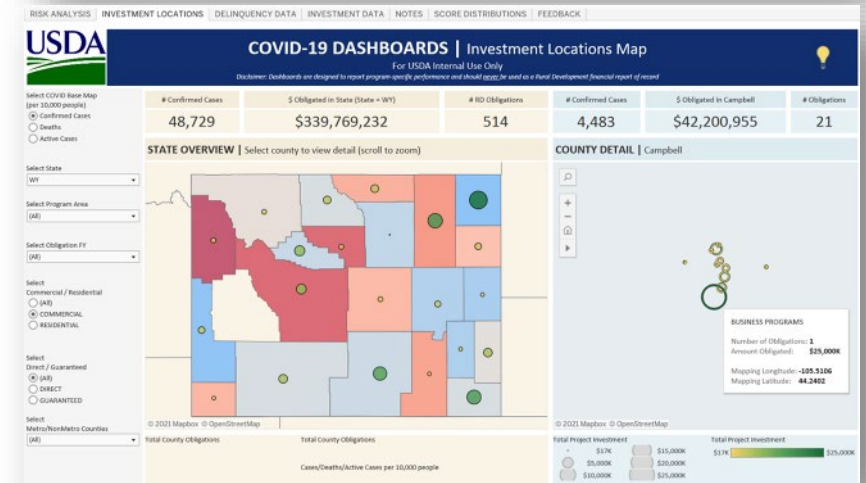 RISK ANALYSIS INVESTMENT LOCATIONS DELINQUENCY DATA INVESTMENT DATA NOTES SCORE DISTRIBUTIONS FEEDBACK
USDA
COVID-19 DASHBOARDS | Investment Locations Map
For USDA Internal Use Only
Disclaimer: Dashboards are designed to report program-specific performance and should never be used as a Rural Development financial report of record
Select COVID Base Map
(per 10,000 people)
Confirmed Cases
Deaths
Active Cases
Select State
WY
Select Program Area
(All)
Select Obligation FY
(All)
Select
Commercial / Residential
(All)
COMMERCIAL
RESIDENTIAL
Select
Direct / Guaranteed
(All)
DIRECT
GUARANTEED
Select
Metro/NonMetro Counties
(All)
# Confirmed Cases $ Obligated in State (State = WY) # RD Obligations
48,729 $339,769,232 514
# Confirmed Cases $ Obligated in Campbell # Obligations
4,483 $42,200,955 21
STATE OVERVIEW | Select county to view detail (scroll to zoom)
© 2021 Mapbox © OpenStreetMap
Total County Obligations Total County Obligations
Cases/Deaths/Active Cases per 10,000 people
COUNTY DETAIL | Campbell
BUSINESS PROGRAMS
Number of Obligations: 1
Amount Obligated: $25,000K
Mapping Longitude: -105.5106
Mapping Latitude: 44.2402
© 2021 Mapbox © OpenStreetMap
Total Project Investment Total Project Investment
$17K $15,000K $17K $25,000K
$5,000K $20,000K
$10,000K $25,000K